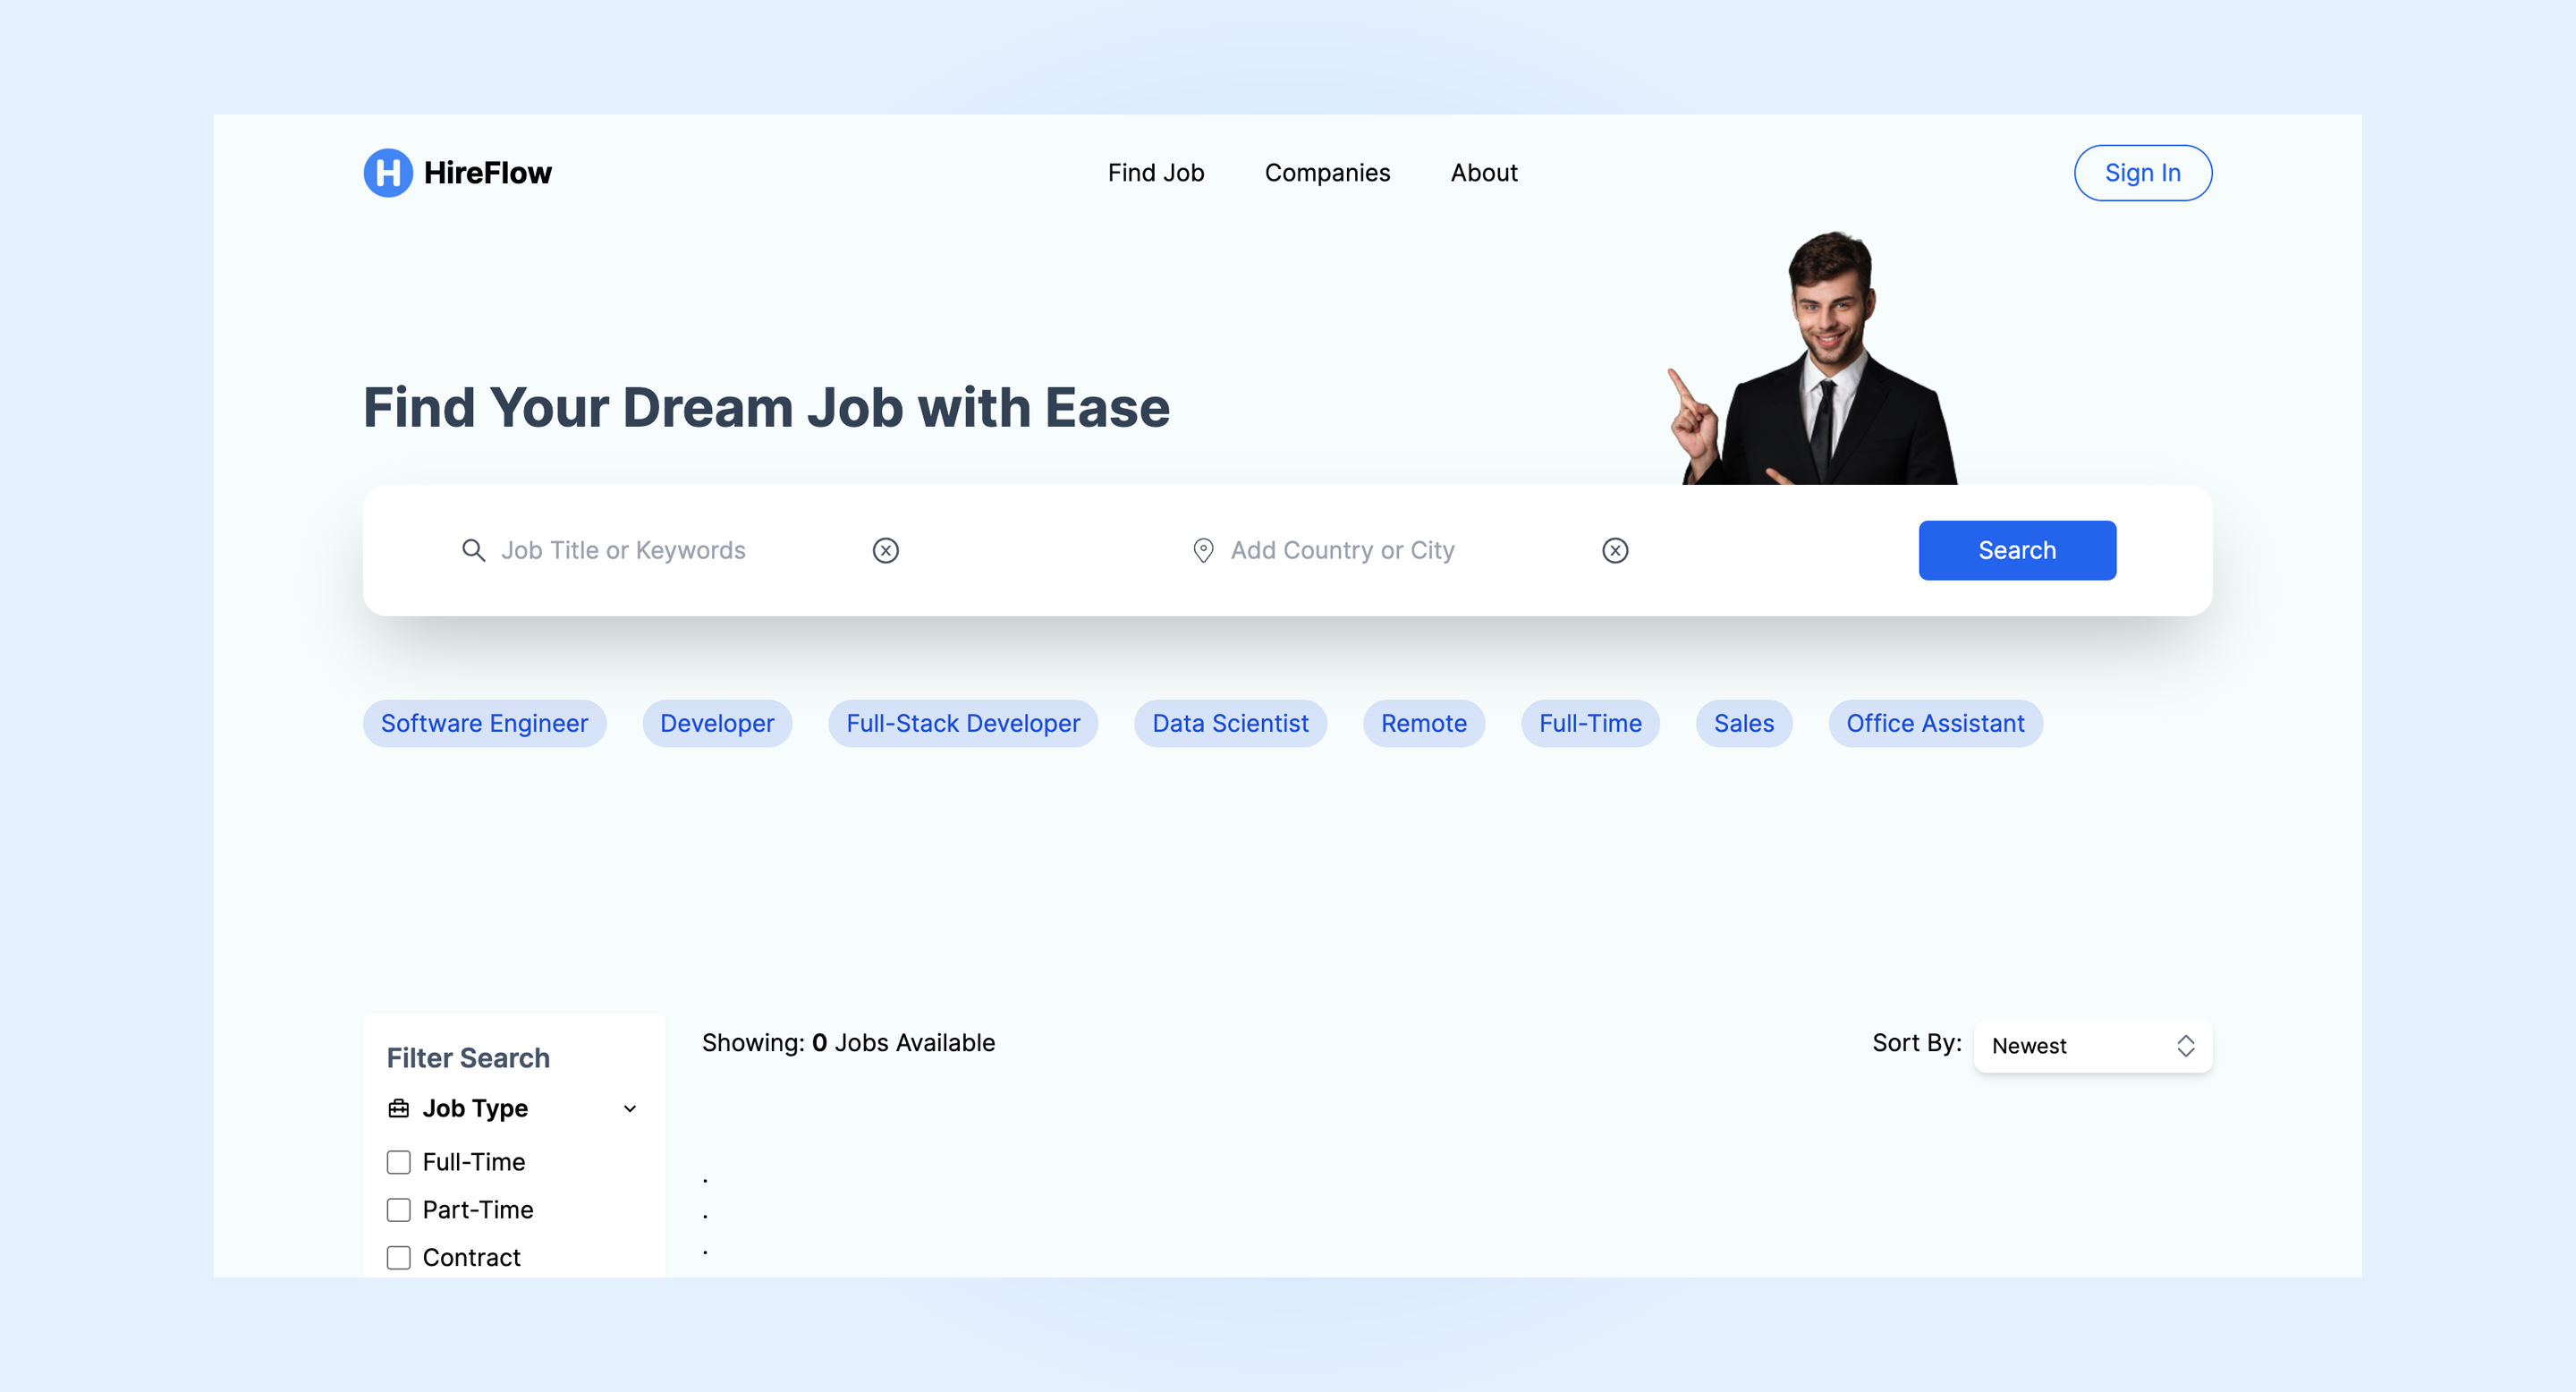 H HireFlow
Find Job Companies About
Sign In
Find Your Dream Job with Ease
Job Title or Keywords
Add Country or City
Search
Software Engineer Developer Full-Stack Developer Data Scientist Remote Full-Time Sales Office Assistant
Filter Search
Job Type
Full-Time
Part-Time
Contract
Showing: 0 Jobs Available
Sort By: Newest
.
.
.